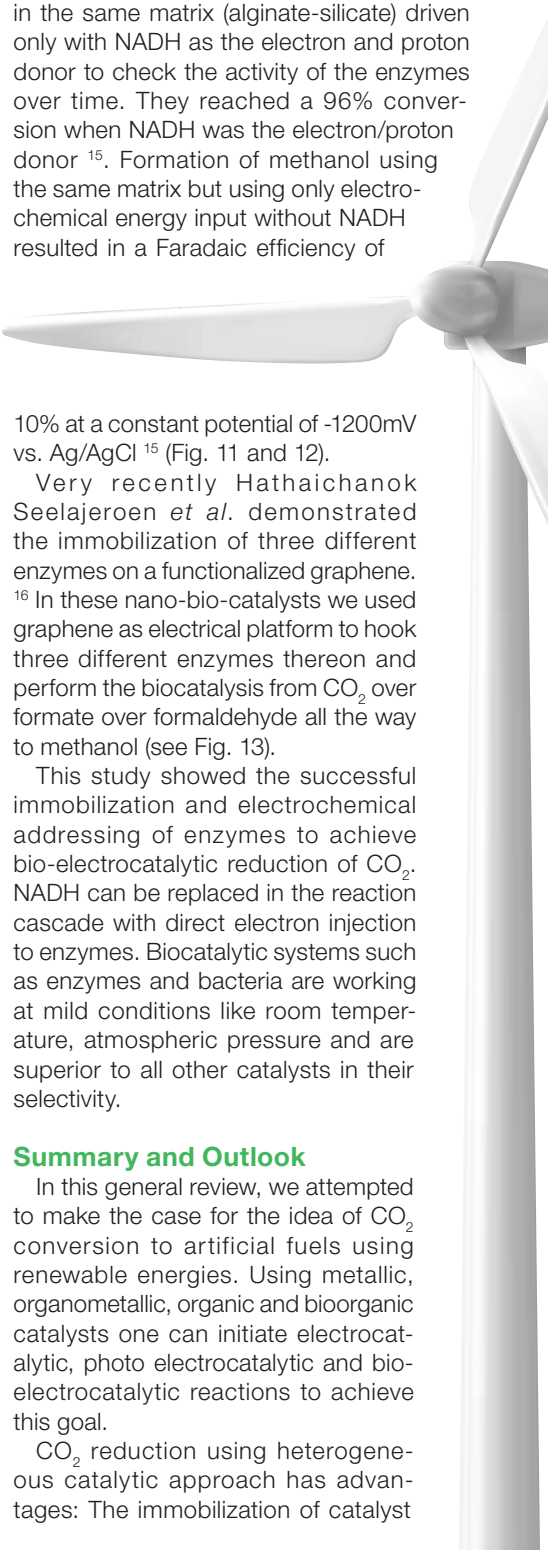 in the same matrix (alginate-silicate) driven
only with NADH as the electron and proton
donor to check the activity of the enzymes
over time. They reached a 96% conver-
sion when NADH was the electron/proton
donor ¹⁵. Formation of methanol using
the same matrix but using only electro-
chemical energy input without NADH
resulted in a Faradaic efficiency of
10% at a constant potential of -1200mV
vs. Ag/AgCl ¹⁵ (Fig. 11 and 12).
Very recently Hathaichanok
Seelajeroen et al. demonstrated
the immobilization of three different
enzymes on a functionalized graphene.
¹⁶ In these nano-bio-catalysts we used
graphene as electrical platform to hook
three different enzymes thereon and
perform the biocatalysis from CO₂ over
formate over formaldehyde all the way
to methanol (see Fig. 13).
This study showed the successful
immobilization and electrochemical
addressing of enzymes to achieve
bio-electrocatalytic reduction of CO₂.
NADH can be replaced in the reaction
cascade with direct electron injection
to enzymes. Biocatalytic systems such
as enzymes and bacteria are working
at mild conditions like room temper-
ature, atmospheric pressure and are
superior to all other catalysts in their
selectivity.
Summary and Outlook
In this general review, we attempted
to make the case for the idea of CO₂
conversion to artificial fuels using
renewable energies. Using metallic,
organometallic, organic and bioorganic
catalysts one can initiate electrocat-
alytic, photo electrocatalytic and bio-
electrocatalytic reactions to achieve
this goal.
CO₂ reduction using heterogene-
ous catalytic approach has advan-
tages: The immobilization of catalyst